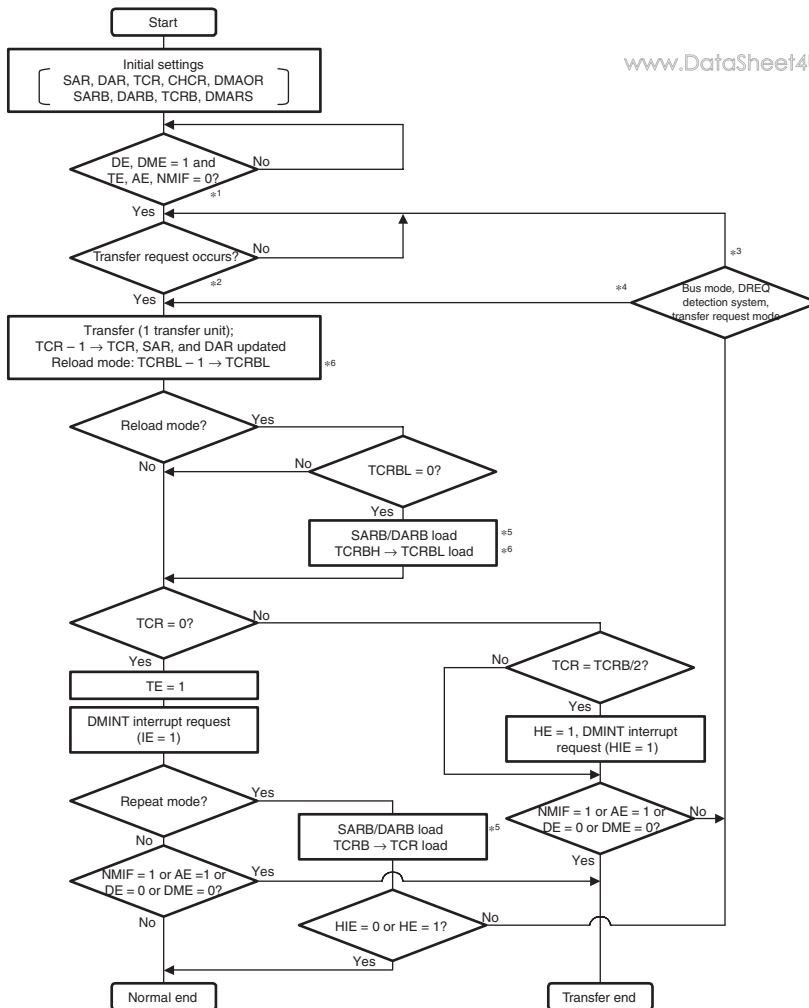 Start
www.DataSheet4U
Initial settings
SAR, DAR, TCR, CHCR, DMAOR
SARB, DARB, TCRB, DMARS
DE, DME = 1 and
TE, AE, NMIF = 0?
No
*1
Yes
Transfer request occurs?
No
*2
Yes
*3
*4
Bus mode, DREQ
detection system,
transfer request mode
Transfer (1 transfer unit);
TCR – 1 → TCR, SAR, and DAR updated
Reload mode: TCRBL – 1 → TCRBL
*6
Reload mode?
Yes
No
TCRBL = 0?
No
Yes
SARB/DARB load
*5
TCRBH → TCRBL load
*6
TCR = 0?
No
Yes
TCR = TCRB/2?
No
Yes
TE = 1
DMINT interrupt request
(IE = 1)
HE = 1, DMINT interrupt
request (HIE = 1)
Repeat mode?
Yes
No
SARB/DARB load
TCRB → TCR load
*5
NMIF = 1 or AE = 1 or
DE = 0 or DME = 0?
No
Yes
NMIF = 1 or AE =1 or
DE = 0 or DME = 0?
Yes
No
HIE = 0 or HE = 1?
No
Yes
Normal end
Transfer end